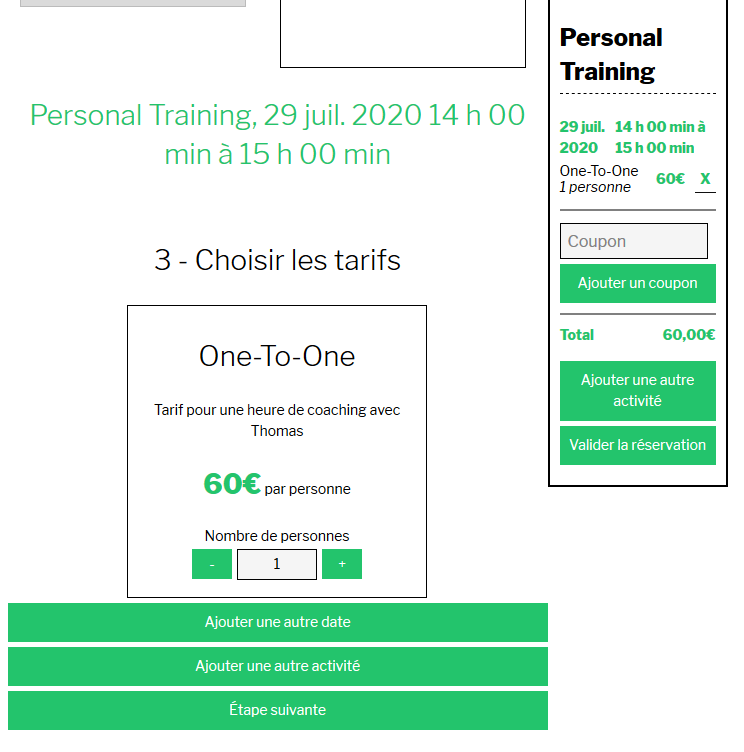 Personal Training, 29 juil. 2020 14 h 00
min à 15 h 00 min
3 - Choisir les tarifs
One-To-One
Tarif pour une heure de coaching avec
Thomas
60€ par personne
Nombre de personnes
- 1 +
Ajouter une autre date
Ajouter une autre activité
Étape suivante
Personal
Training
29 juil. 14 h 00 min à
2020 15 h 00 min
One-To-One 60€ X
1 personne
Coupon
Ajouter un coupon
Total 60,00€
Ajouter une autre
activité
Valider la réservation